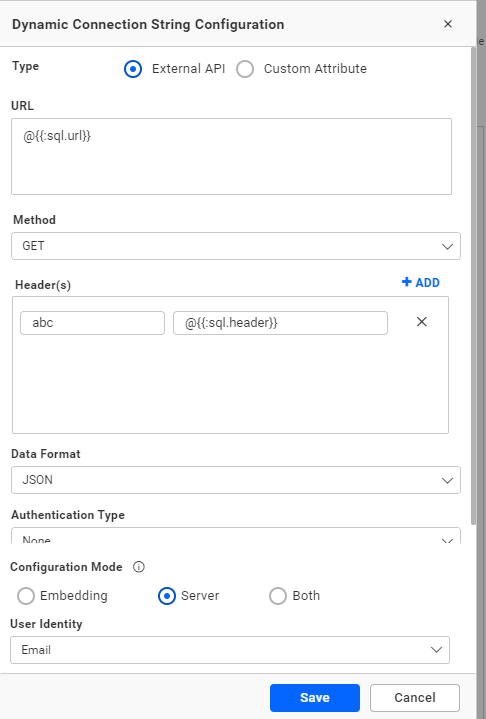 Dynamic Connection String Configuration
Type External API Custom Attribute
URL
@{{:sql.url}}
Method
GET
Header(s) + ADD
abc @{{:sql.header}}
Data Format
JSON
Authentication Type
None
Configuration Mode
Embedding Server Both
User Identity
Email
Save Cancel